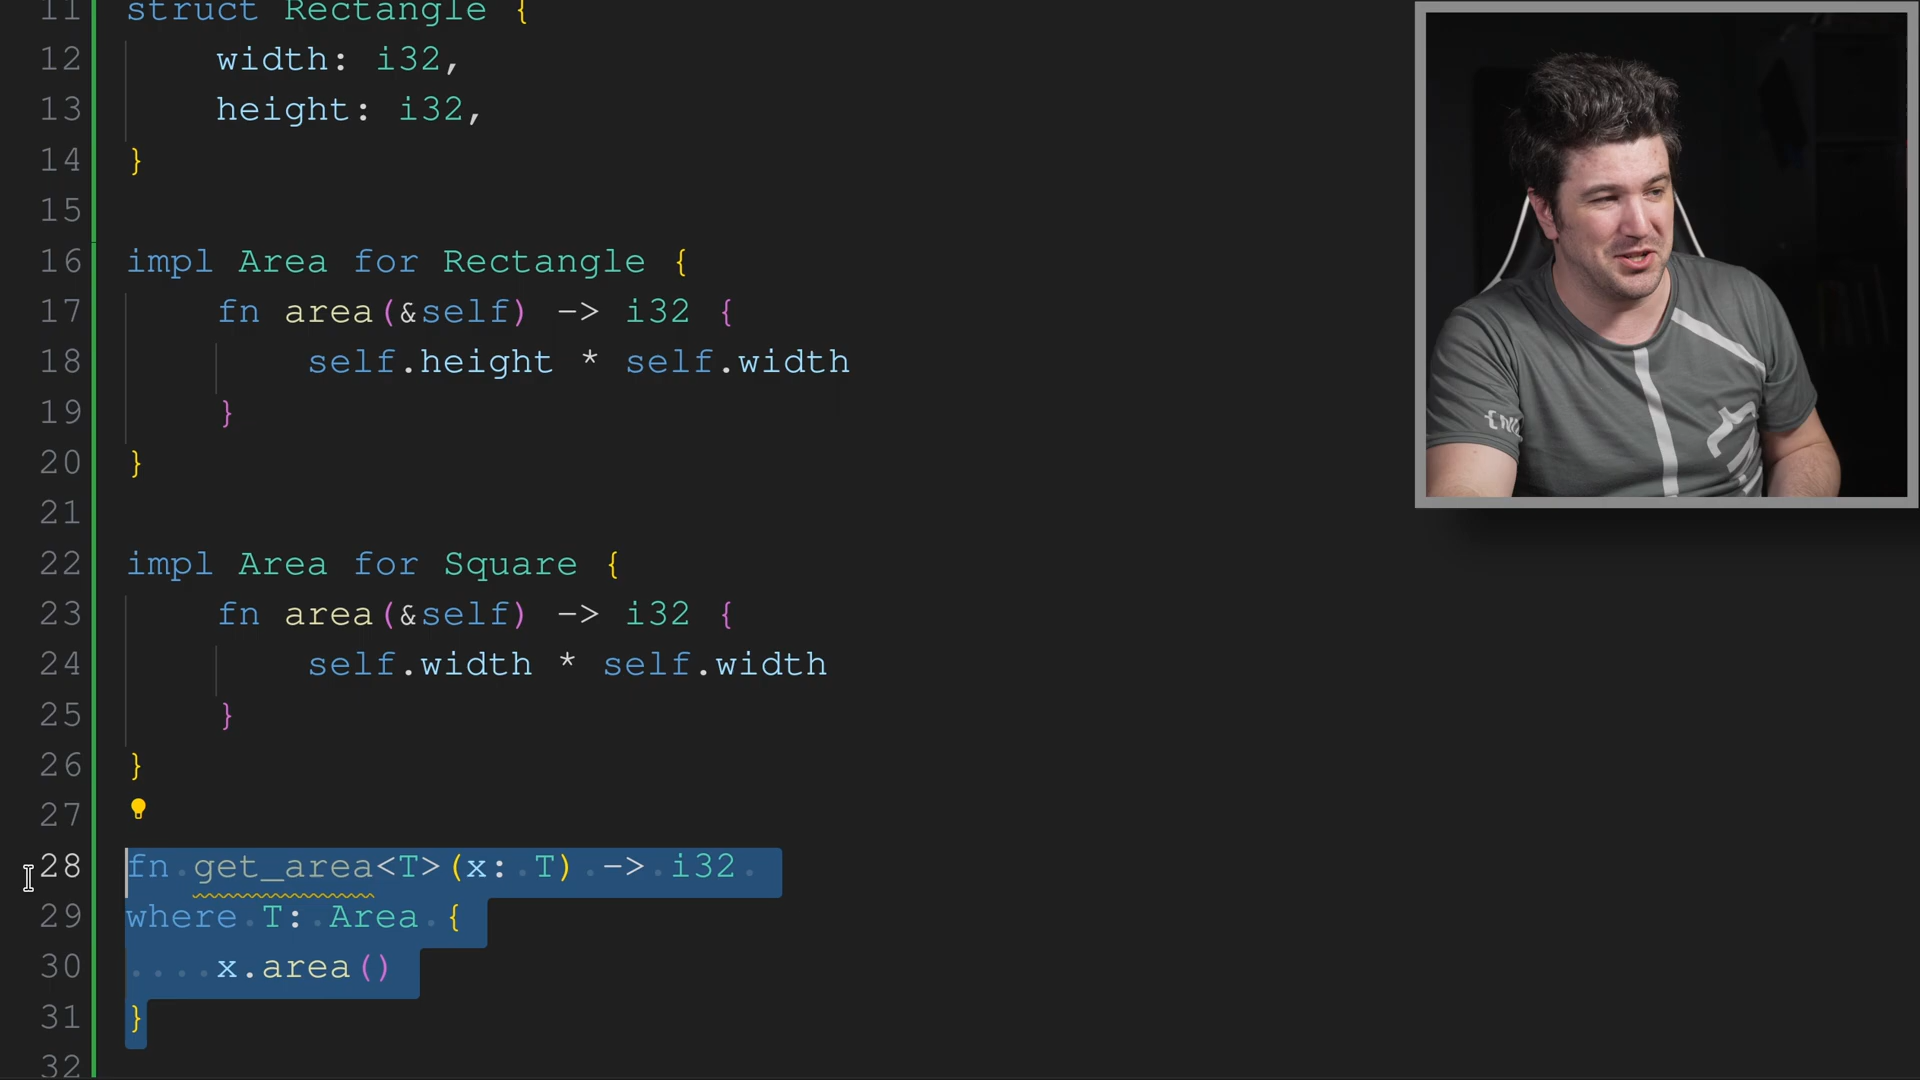 11 struct Rectangle {
12     width: i32,
13     height: i32,
14 }
15
16 impl Area for Rectangle {
17     fn area(&self) -> i32 {
18         self.height * self.width
19     }
20 }
21
22 impl Area for Square {
23     fn area(&self) -> i32 {
24         self.width * self.width
25     }
26 }
27
28 fn get_area<T>(x: T) -> i32
29 where T: Area {
30     x.area()
31 }
32